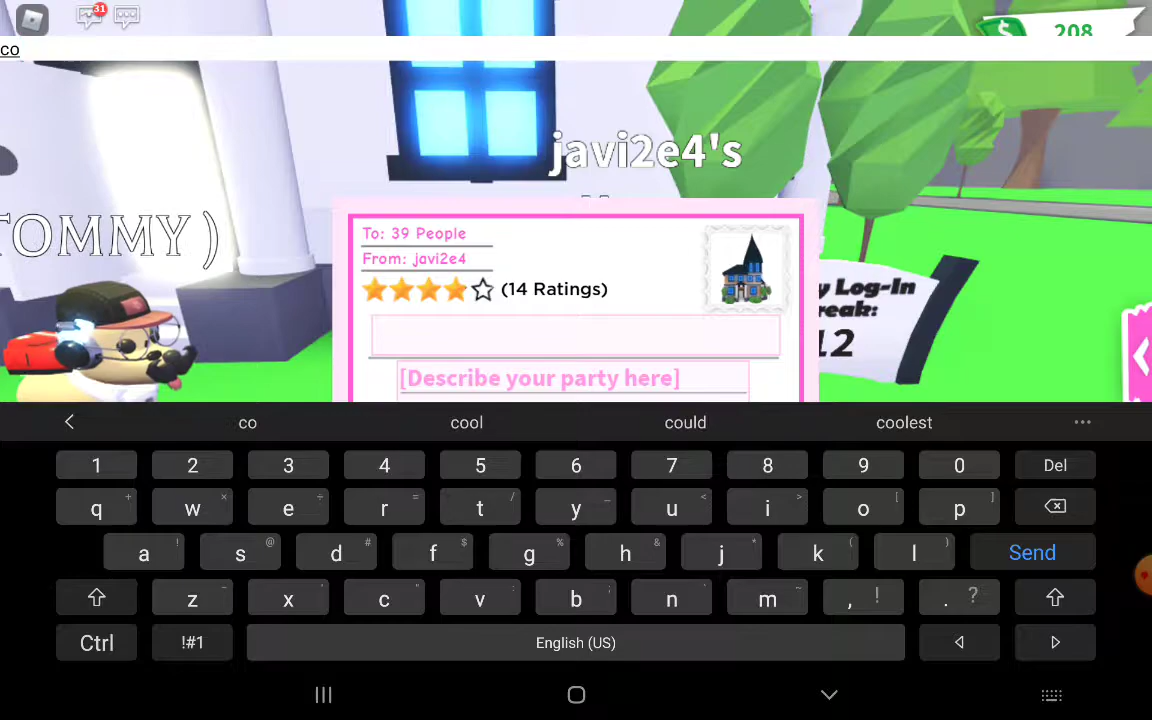 31
208
co
javi2e4's
TOMMY )
To: 39 People
From: javi2e4
(14 Ratings)
Log-In
12
[Describe your party here]
co cool could coolest ...
1 2 3 4 5 6 7 8 9 0 Del
q + w × e ÷ r = t / y _ u < i > o [ p ]
a ! s @ d # f $ g % h & j * k ( l ) Send
z - x ' c " v : b ; n , m ~ , ! . ?
Ctrl !#1 English (US)